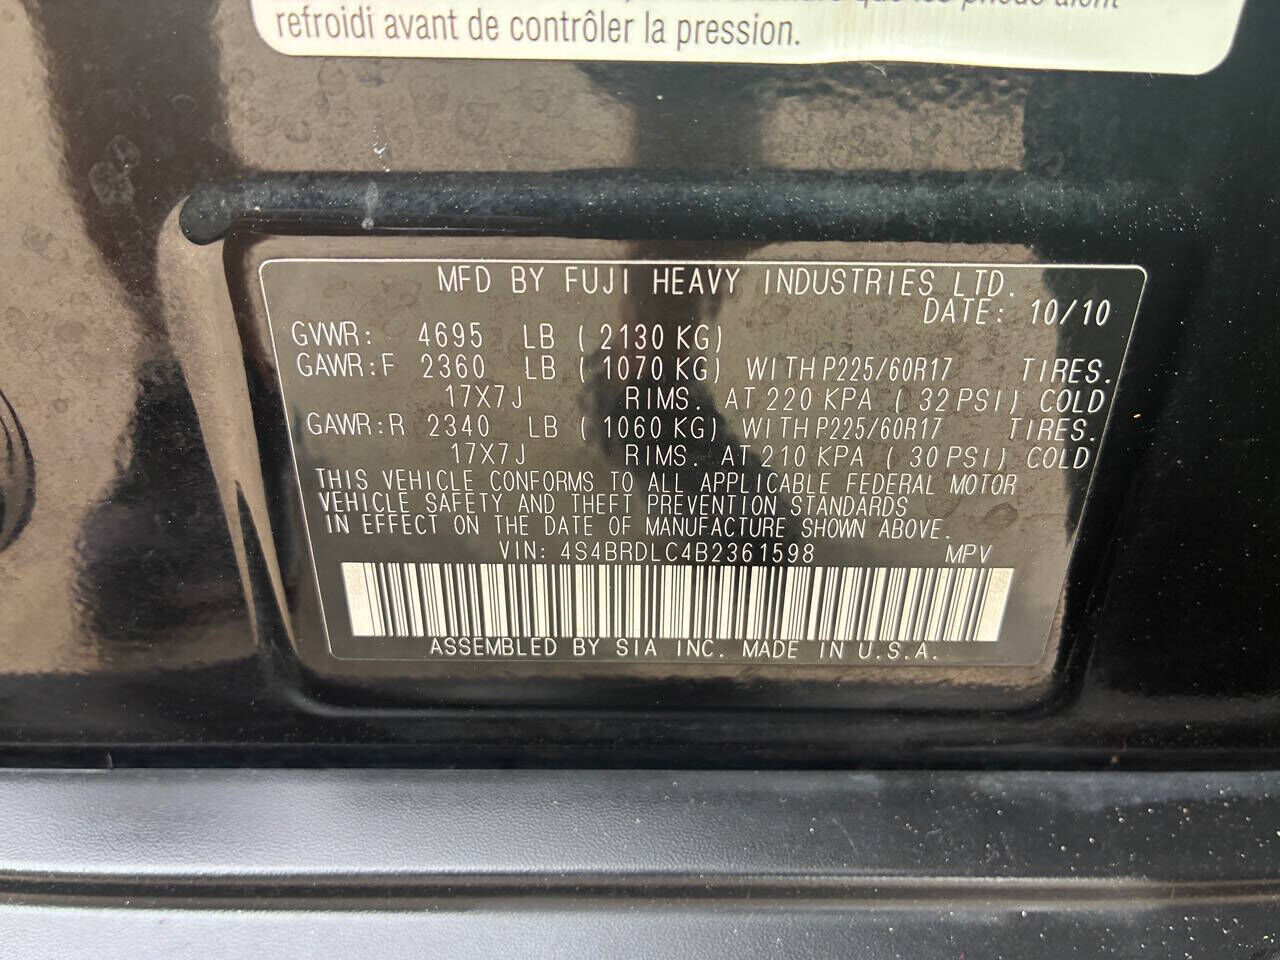 refroidi avant de contrôler la pression.
MFD BY FUJI HEAVY INDUSTRIES LTD.
DATE: 10/10
GVWR: 4695 LB ( 2130 KG)
GAWR:F 2360 LB ( 1070 KG) WITH P225/60R17 TIRES.
17X7J RIMS. AT 220 KPA ( 32 PSI) COLD
GAWR:R 2340 LB ( 1060 KG) WITH P225/60R17 TIRES.
17X7J RIMS. AT 210 KPA ( 30 PSI) COLD
THIS VEHICLE CONFORMS TO ALL APPLICABLE FEDERAL MOTOR
VEHICLE SAFETY AND THEFT PREVENTION STANDARDS
IN EFFECT ON THE DATE OF MANUFACTURE SHOWN ABOVE.
VIN: 4S4BRDLC4B2361598 MPV
ASSEMBLED BY SIA INC. MADE IN U.S.A.